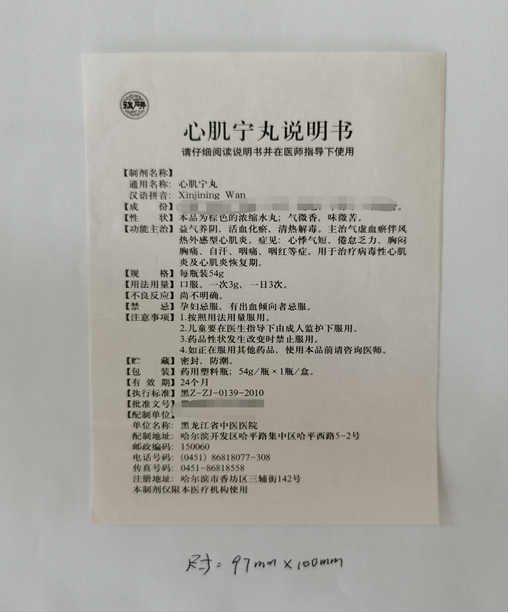 祖研
心肌宁丸说明书
请仔细阅读说明书并在医师指导下使用
【制剂名称】
通用名称：心肌宁丸
汉语拼音：Xinjining Wan
【成　份】
【性　状】本品为棕色的浓缩水丸；气微香，味微苦。
【功能主治】益气养阴，活血化瘀，清热解毒。主治气虚血瘀伴风
热外感型心肌炎。症见：心悸气短、倦怠乏力、胸闷
胸痛、自汗、咽痛、咽红等症。用于治疗病毒性心肌
炎及心肌炎恢复期。
【规　格】每瓶装54g
【用法用量】口服。一次3g，一日3次。
【不良反应】尚不明确。
【禁　忌】孕妇忌服，有出血倾向者忌服。
【注意事项】1.按照用法用量服用。
2.儿童要在医生指导下由成人监护下服用。
3.药品性状发生改变时禁止服用。
4.如正在服用其他药品，使用本品前请咨询医师。
【贮　藏】密封，防潮。
【包　装】药用塑料瓶；54g/瓶×1瓶/盒。
【有 效 期】24个月
【执行标准】黑Z-ZJ-0139-2010
【批准文号】
【配制单位】
单位名称：黑龙江省中医医院
配制地址：哈尔滨开发区哈平路集中区哈平西路5-2号
邮政编码：150060
电话号码：(0451) 86818077-308
传真号码：0451-86818558
注册地址：哈尔滨市香坊区三辅街142号
本制剂仅限本医疗机构使用
尺寸：97mm×100mm